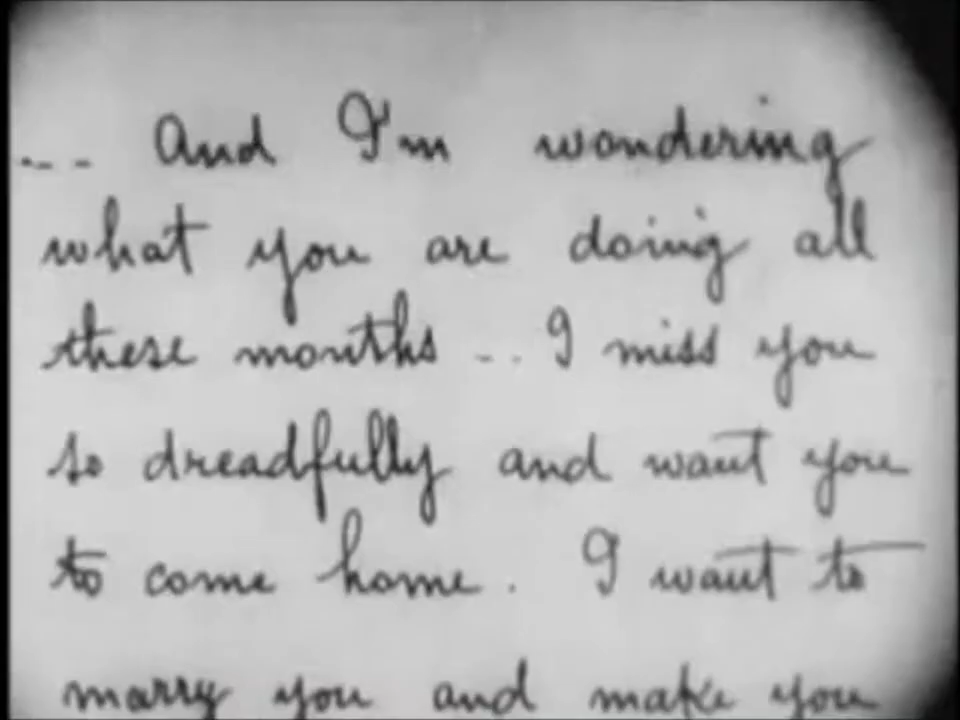 ... And I'm wondering
what you are doing all
these months ... I miss you
so dreadfully and want you
to come home. I want to
marry you and make you